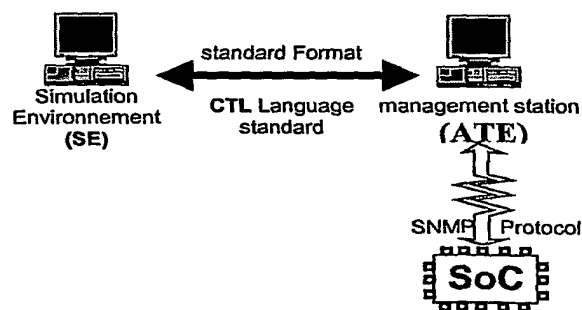 standard Format
Simulation
Environnement
(SE)
CTL Language
standard
management station
(ATE)
SNMP Protocol
SoC